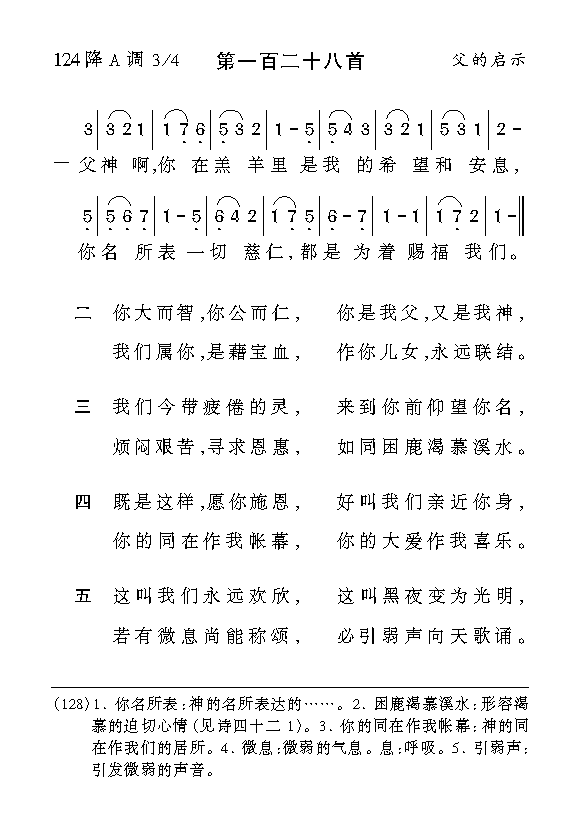 124 降 A 调 3/4 第一百二十八首 父的启示
3|3 2 1|1 7 6|5 3 2|1 - 5|5 4 3|3 2 1|5 3 1|2 -
一 父神 啊,你 在羔 羊里 是我 的希 望和 安息,
5|5 6 7|1 - 5|6 4 2|1 7 5|6 - 7|1 - 1|1 7 2|1 -‖
你名 所表 一切 慈仁,都是 为着 赐福 我们。
二 你大而智,你公而仁, 你是我父,又是我神,
我们属你,是藉宝血, 作你儿女,永远联结。
三 我们今带疲倦的灵, 来到你前仰望你名,
烦闷艰苦,寻求恩惠, 如同困鹿渴慕溪水。
四 既是这样,愿你施恩, 好叫我们亲近你身,
你的同在作我帐幕, 你的大爱作我喜乐。
五 这叫我们永远欢欣, 这叫黑夜变为光明,
若有微息尚能称颂, 必引弱声向天歌诵。
(128)1. 你名所表:神的名所表达的……。2. 困鹿渴慕溪水:形容渴
慕的迫切心情(见诗四十二 1)。3. 你的同在作我帐幕:神的同
在作我们的居所。4. 微息:微弱的气息。息:呼吸。5. 引弱声:
引发微弱的声音。